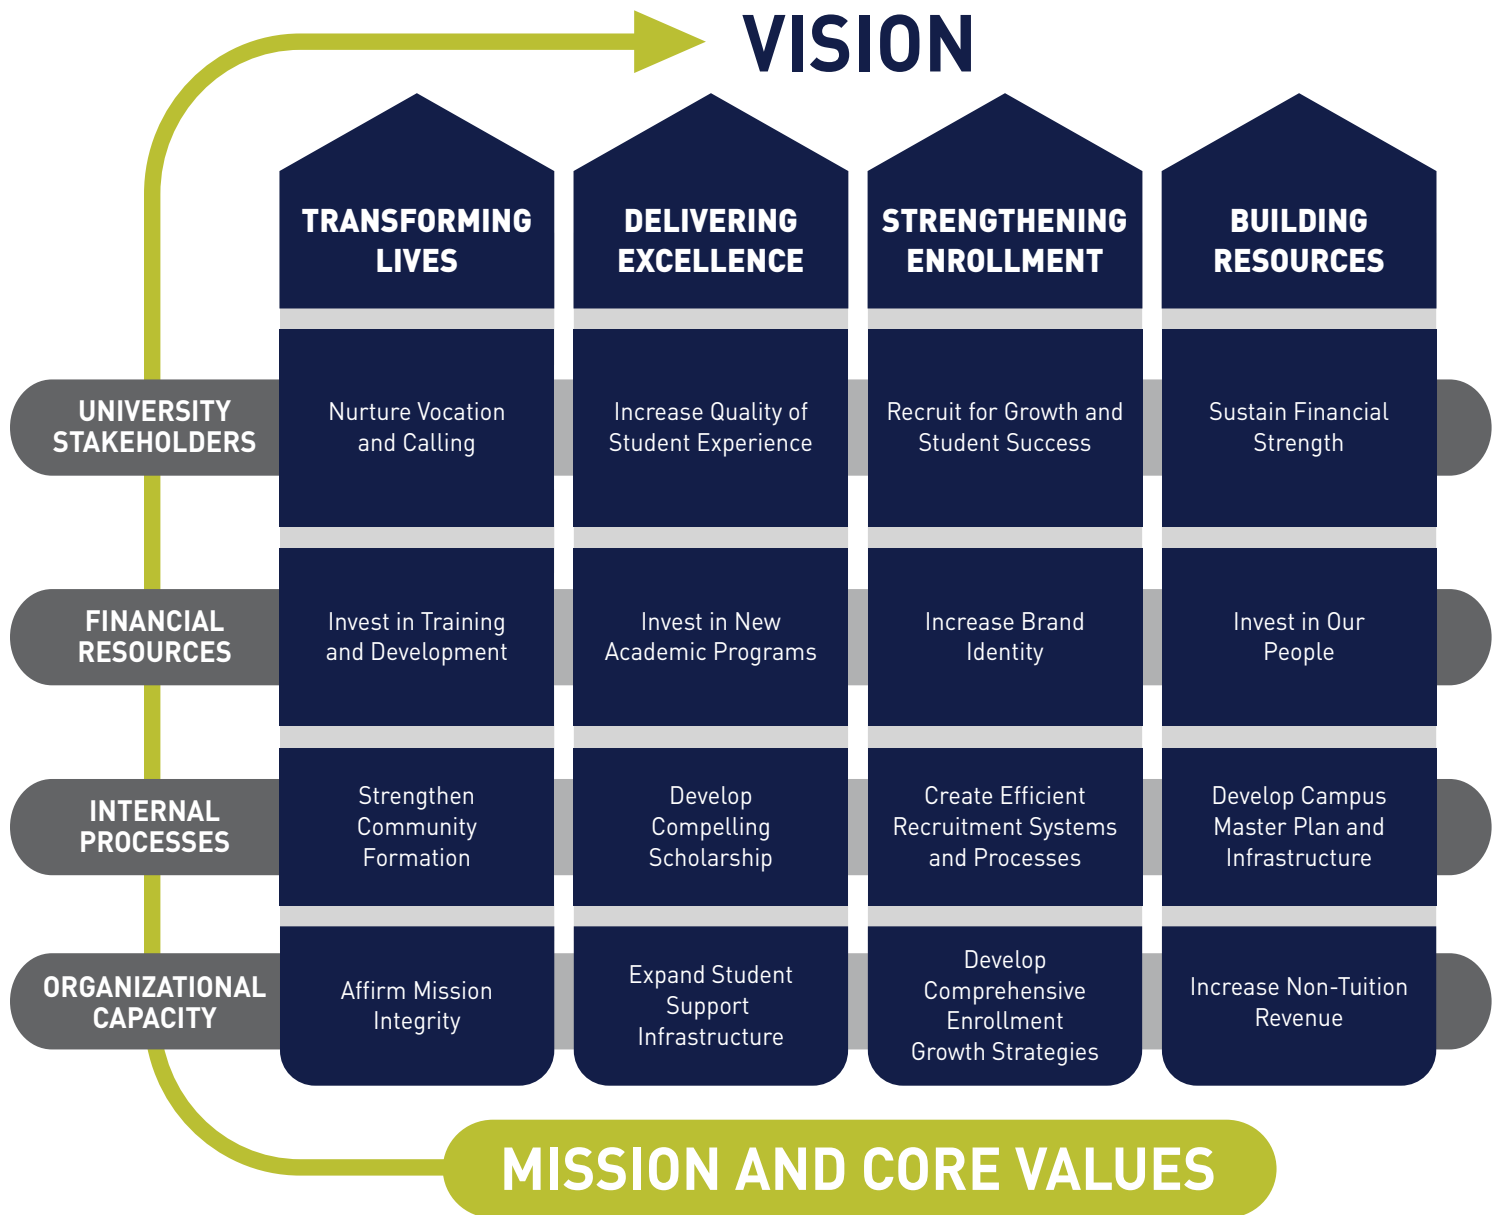 VISION
TRANSFORMING
LIVES
DELIVERING
EXCELLENCE
STRENGTHENING
ENROLLMENT
BUILDING
RESOURCES
UNIVERSITY
STAKEHOLDERS
Nurture Vocation
and Calling
Increase Quality of
Student Experience
Recruit for Growth and
Student Success
Sustain Financial
Strength
FINANCIAL
RESOURCES
Invest in Training
and Development
Invest in New
Academic Programs
Increase Brand
Identity
Invest in Our
People
INTERNAL
PROCESSES
Strengthen
Community
Formation
Develop
Compelling
Scholarship
Create Efficient
Recruitment Systems
and Processes
Develop Campus
Master Plan and
Infrastructure
ORGANIZATIONAL
CAPACITY
Affirm Mission
Integrity
Expand Student
Support
Infrastructure
Develop
Comprehensive
Enrollment
Growth Strategies
Increase Non-Tuition
Revenue
MISSION AND CORE VALUES